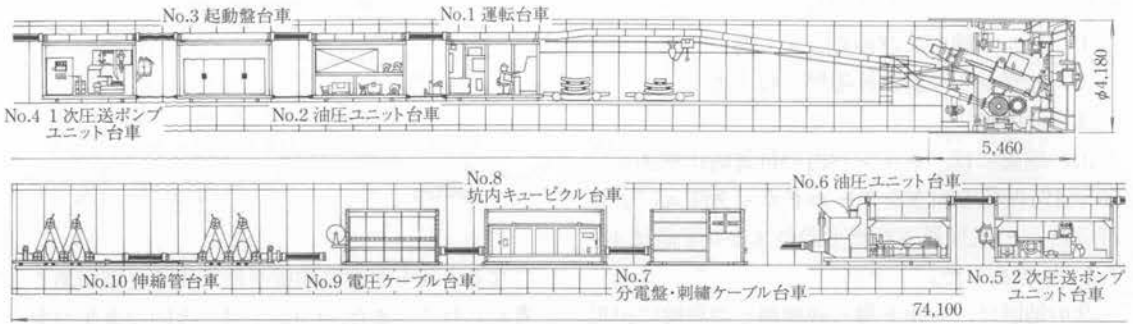 No.3 起動盤台車
No.1 運転台車
No.4 1次圧送ポンプ
ユニット台車
No.2 油圧ユニット台車
φ4,180
5,460
No.8
坑内キュービクル台車
No.6 油圧ユニット台車
No.10 伸縮管台車
No.9 電圧ケーブル台車
No.7
分電盤・刺繡ケーブル台車
No.5 2次圧送ポンプ
ユニット台車
74,100